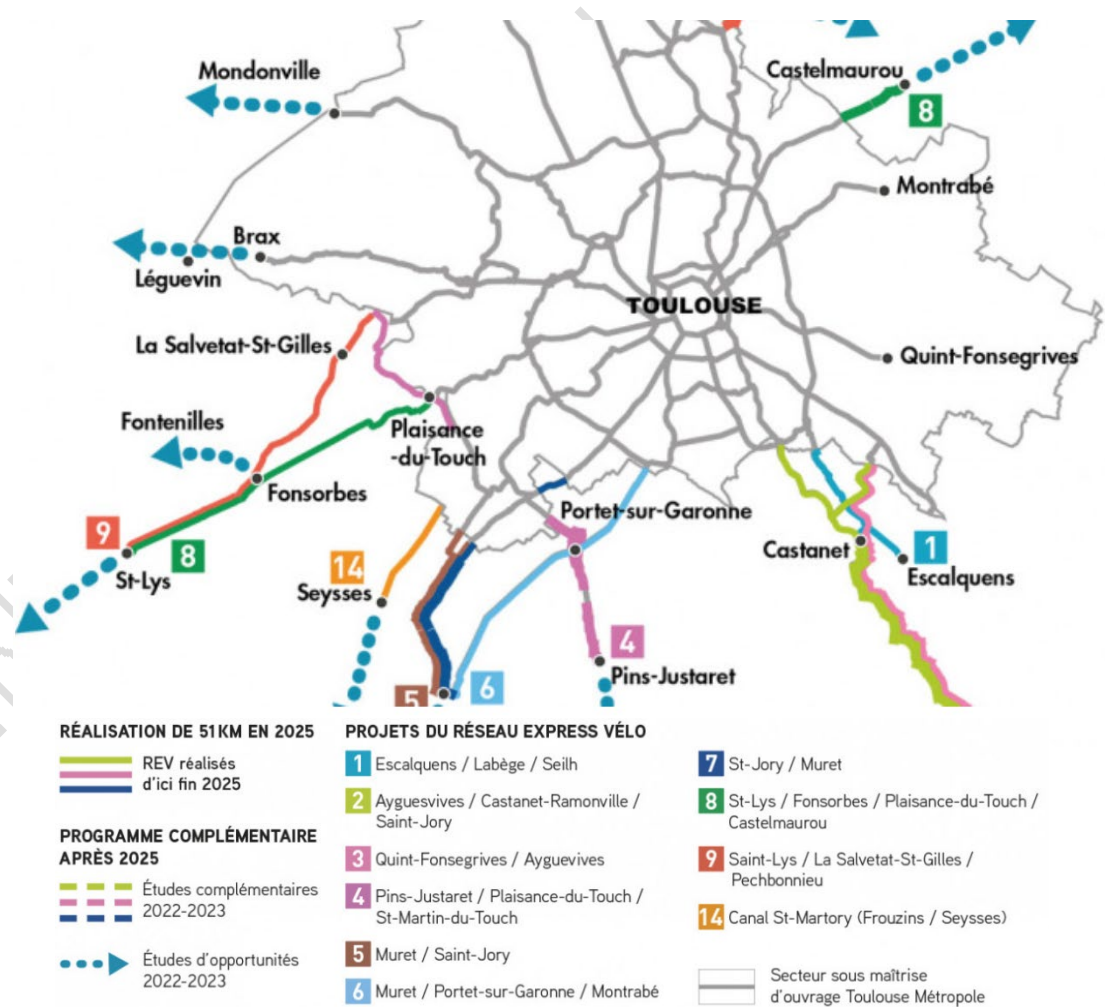 Mondonville
Castelmaurou
8
Montrabé
Brax
Léguevin
TOULOUSE
La Salvetat-St-Gilles
Quint-Fonsegrives
Fontenilles
Plaisance
-du-Touch
Fonsorbes
Portet-sur-Garonne
9
8
St-Lys
14
Seysses
Castanet
1
Escalquens
4
Pins-Justaret
5
6
RÉALISATION DE 51 KM EN 2025
REV réalisés
d'ici fin 2025
PROGRAMME COMPLÉMENTAIRE
APRÈS 2025
Études complémentaires
2022-2023
Études d'opportunités
2022-2023
PROJETS DU RÉSEAU EXPRESS VÉLO
1 Escalquens / Labège / Seilh
2 Ayguesvives / Castanet-Ramonville /
Saint-Jory
3 Quint-Fonsegrives / Ayguevives
4 Pins-Justaret / Plaisance-du-Touch /
St-Martin-du-Touch
5 Muret / Saint-Jory
6 Muret / Portet-sur-Garonne / Montrabé
7 St-Jory / Muret
8 St-Lys / Fonsorbes / Plaisance-du-Touch /
Castelmaurou
9 Saint-Lys / La Salvetat-St-Gilles /
Pechbonnieu
14 Canal St-Martory (Frouzins / Seysses)
Secteur sous maîtrise
d'ouvrage Toulouse Métropole